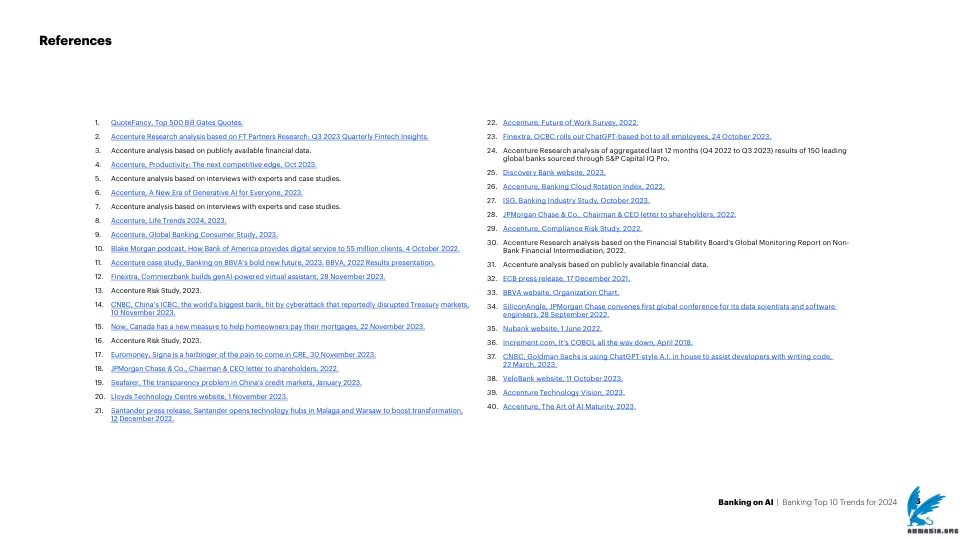 References
1. QuoteFancy, Top 500 Bill Gates Quotes.
2. Accenture Research analysis based on FT Partners Research: Q3 2023 Quarterly Fintech Insights.
3. Accenture analysis based on publicly available financial data.
4. Accenture, Productivity: The next competitive edge, Oct 2023.
5. Accenture analysis based on interviews with experts and case studies.
6. Accenture, A New Era of Generative AI for Everyone, 2023.
7. Accenture analysis based on interviews with experts and case studies.
8. Accenture, Life Trends 2024, 2023.
9. Accenture, Global Banking Consumer Study, 2023.
10. Blake Morgan podcast, How Bank of America provides digital service to 55 million clients, 4 October 2022.
11. Accenture case study, Banking on BBVA's bold new future, 2023. BBVA, 2022 Results presentation.
12. Finextra, Commerzbank builds genAI-powered virtual assistant, 28 November 2023.
13. Accenture Risk Study, 2023.
14. CNBC, China's ICBC, the world's biggest bank, hit by cyberattack that reportedly disrupted Treasury markets,
10 November 2023.
15. Now, Canada has a new measure to help homeowners pay their mortgages, 22 November 2023.
16. Accenture Risk Study, 2023.
17. Euromoney, Signa is a harbinger of the pain to come in CRE, 30 November 2023.
18. JPMorgan Chase & Co., Chairman & CEO letter to shareholders, 2022.
19. Seafarer, The transparency problem in China's credit markets, January 2023.
20. Lloyds Technology Centre website, 1 November 2023.
21. Santander press release, Santander opens technology hubs in Malaga and Warsaw to boost transformation,
12 December 2022.
22. Accenture, Future of Work Survey, 2022.
23. Finextra, OCBC rolls out ChatGPT-based bot to all employees, 24 October 2023.
24. Accenture Research analysis of aggregated last 12 months (Q4 2022 to Q3 2023) results of 150 leading
global banks sourced through S&P Capital IQ Pro.
25. Discovery Bank website, 2023.
26. Accenture, Banking Cloud Rotation Index, 2022.
27. ISG, Banking Industry Study, October 2023.
28. JPMorgan Chase & Co., Chairman & CEO letter to shareholders, 2022.
29. Accenture, Compliance Risk Study, 2022.
30. Accenture Research analysis based on the Financial Stability Board's Global Monitoring Report on Non-
Bank Financial Intermediation, 2022.
31. Accenture analysis based on publicly available financial data.
32. ECB press release, 17 December 2021.
33. BBVA website, Organization Chart.
34. SiliconAngle, JPMorgan Chase convenes first global conference for its data scientists and software
engineers, 28 September 2022.
35. Nubank website, 1 June 2022.
36. Increment.com, It's COBOL all the way down, April 2018.
37. CNBC, Goldman Sachs is using ChatGPT-style A.I. in house to assist developers with writing code,
22 March, 2023.
38. VeloBank website, 11 October 2023.
39. Accenture Technology Vision, 2023.
40. Accenture, The Art of AI Maturity, 2023.
Banking on AI | Banking Top 10 Trends for 2024